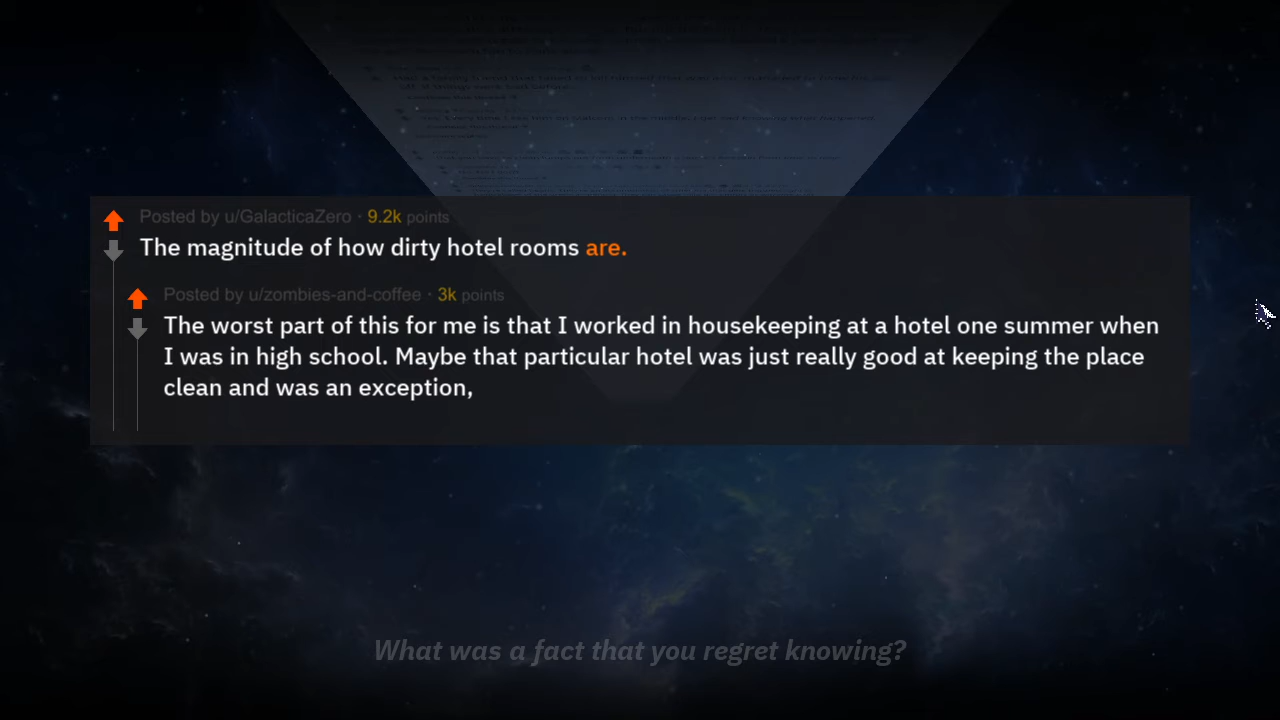 Posted by u/GalacticaZero · 9.2k points
The magnitude of how dirty hotel rooms are.
Posted by u/zombies-and-coffee · 3k points
The worst part of this for me is that I worked in housekeeping at a hotel one summer when
I was in high school. Maybe that particular hotel was just really good at keeping the place
clean and was an exception,
What was a fact that you regret knowing?